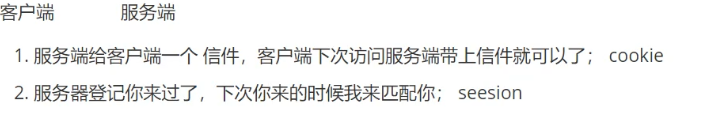 客户端 服务端
1. 服务端给客户端一个 信件，客户端下次访问服务端带上信件就可以了； cookie
2. 服务器登记你来过了，下次你来的时候我来匹配你； seesion